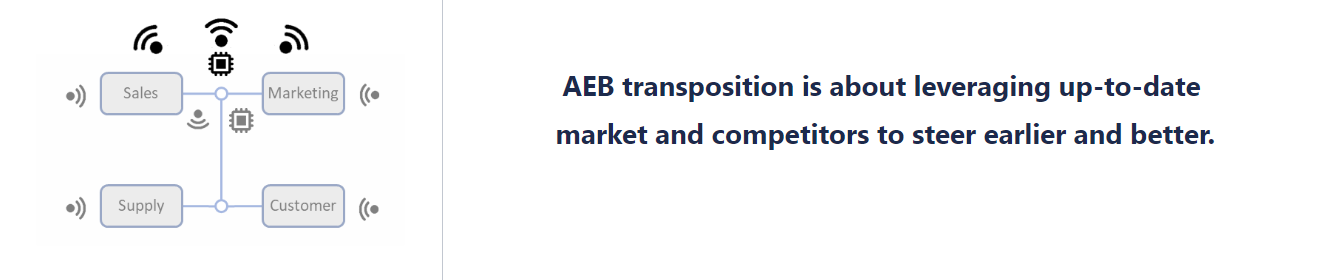 Sales
Marketing
Supply
Customer
AEB transposition is about leveraging up-to-date
market and competitors to steer earlier and better.